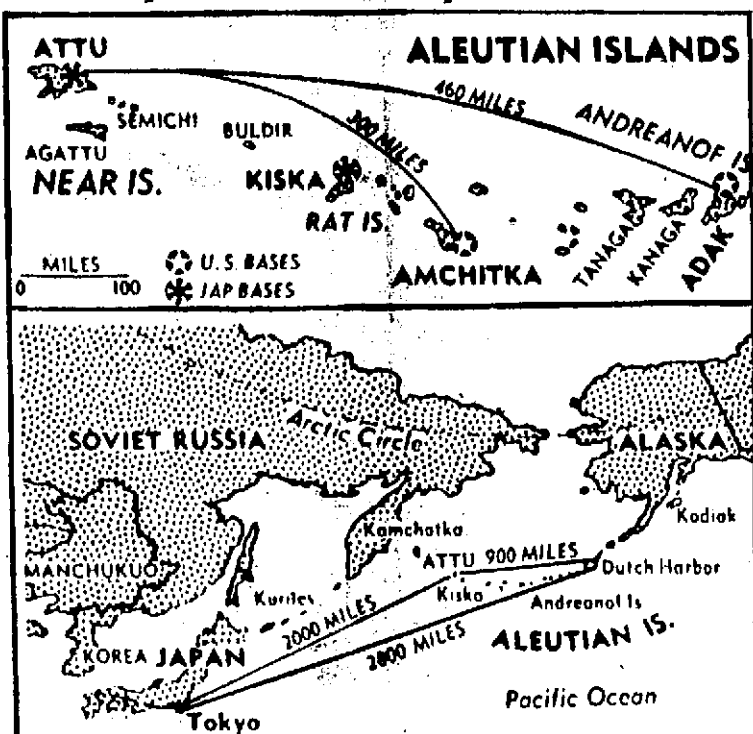 ATTU
ALEUTIAN ISLANDS
460 MILES
300 MILES
ANDREANOF IS.
SEMICHI
BULDIR
AGATTU
NEAR IS.
KISKA
RAT IS.
AMCHITKA
TANAGANA
KANAGA
ADAK
MILES
0 100
U.S. BASES
JAP BASES
SOVIET RUSSIA
Arctic Circle
ALASKA
Kamchatka
Kodiak
MANCHUKUO
ATTU 900 MILES
Dutch Harbor
Kiska
Andreanof Is
Kuriles
2000 MILES
2800 MILES
ALEUTIAN IS.
KOREA JAPAN
Pacific Ocean
Tokyo